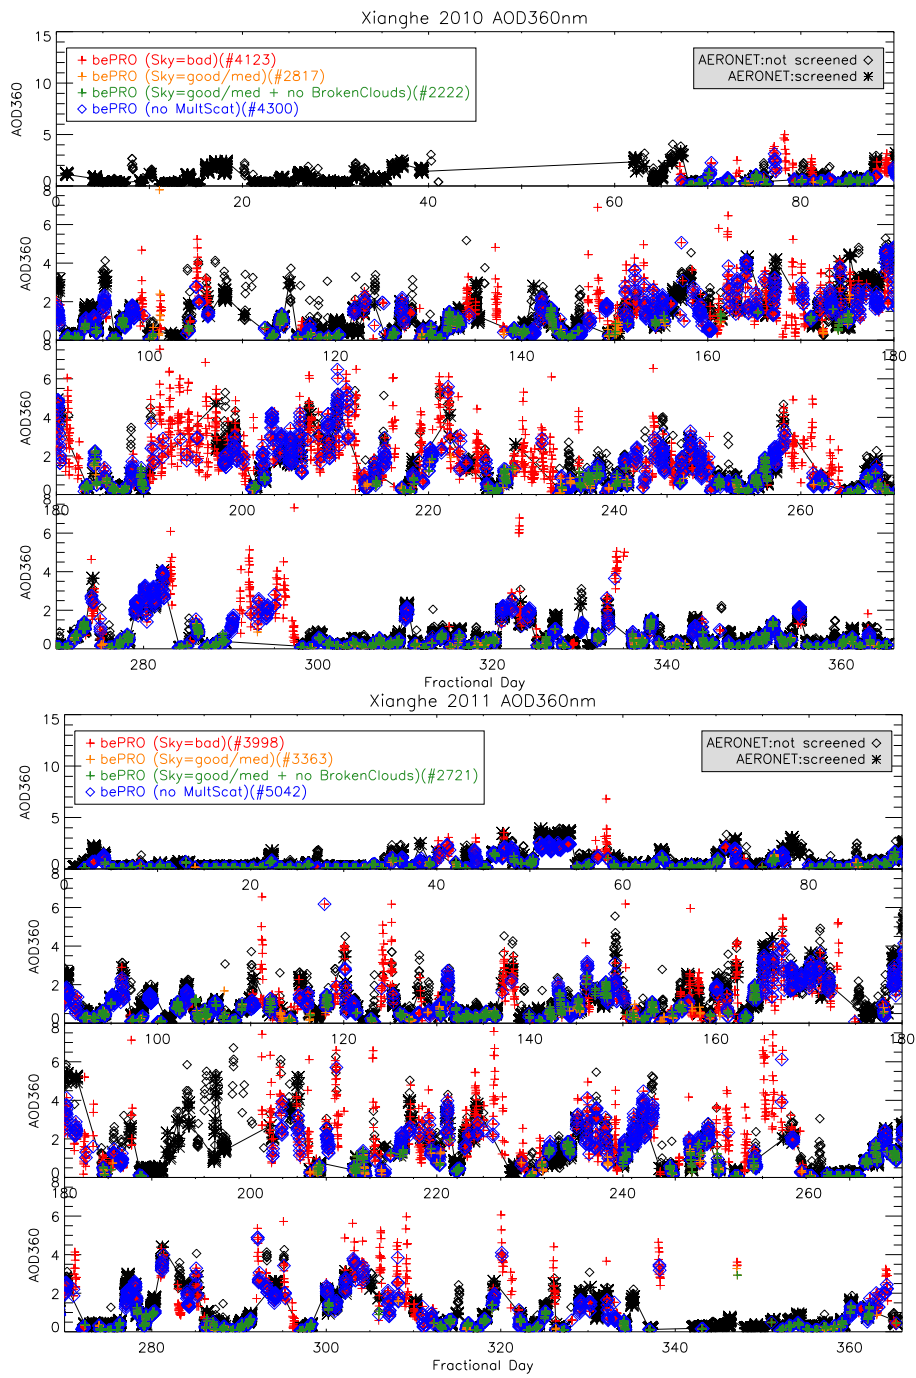 Xianghe 2010 AOD360nm
15
bePRO (Sky=bad)(#4123)
bePRO (Sky=good/med)(#2817)
bePRO (Sky=good/med + no BrokenClouds)(#2222)
bePRO (no MultScat)(#4300)
AERONET:not screened
AERONET:screened
10
AOD360
5
0
0 20 40 60 80
8
6
AOD360
4
2
0
100 120 140 160 180
8
6
AOD360
4
2
0
180 200 220 240 260
8
6
AOD360
4
2
0
280 300 320 340 360
Fractional Day
Xianghe 2011 AOD360nm
15
bePRO (Sky=bad)(#3998)
bePRO (Sky=good/med)(#3363)
bePRO (Sky=good/med + no BrokenClouds)(#2721)
bePRO (no MultScat)(#5042)
AERONET:not screened
AERONET:screened
10
AOD360
5
0
0 20 40 60 80
8
6
AOD360
4
2
0
100 120 140 160 180
8
6
AOD360
4
2
0
180 200 220 240 260
8
6
AOD360
4
2
0
280 300 320 340 360
Fractional Day